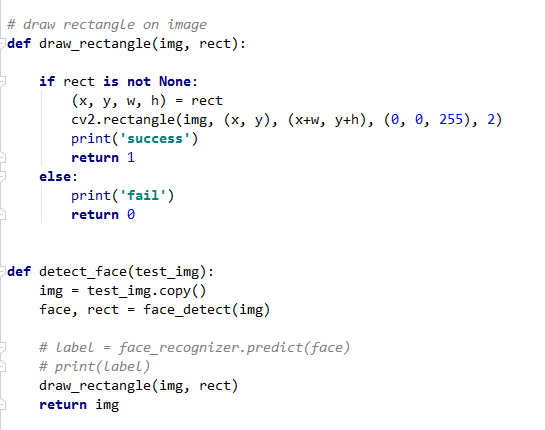 # draw rectangle on image
def draw_rectangle(img, rect):
    if rect is not None:
        (x, y, w, h) = rect
        cv2.rectangle(img, (x, y), (x+w, y+h), (0, 0, 255), 2)
        print('success')
        return 1
    else:
        print('fail')
        return 0
def detect_face(test_img):
    img = test_img.copy()
    face, rect = face_detect(img)
    # label = face_recognizer.predict(face)
    # print(label)
    draw_rectangle(img, rect)
    return img